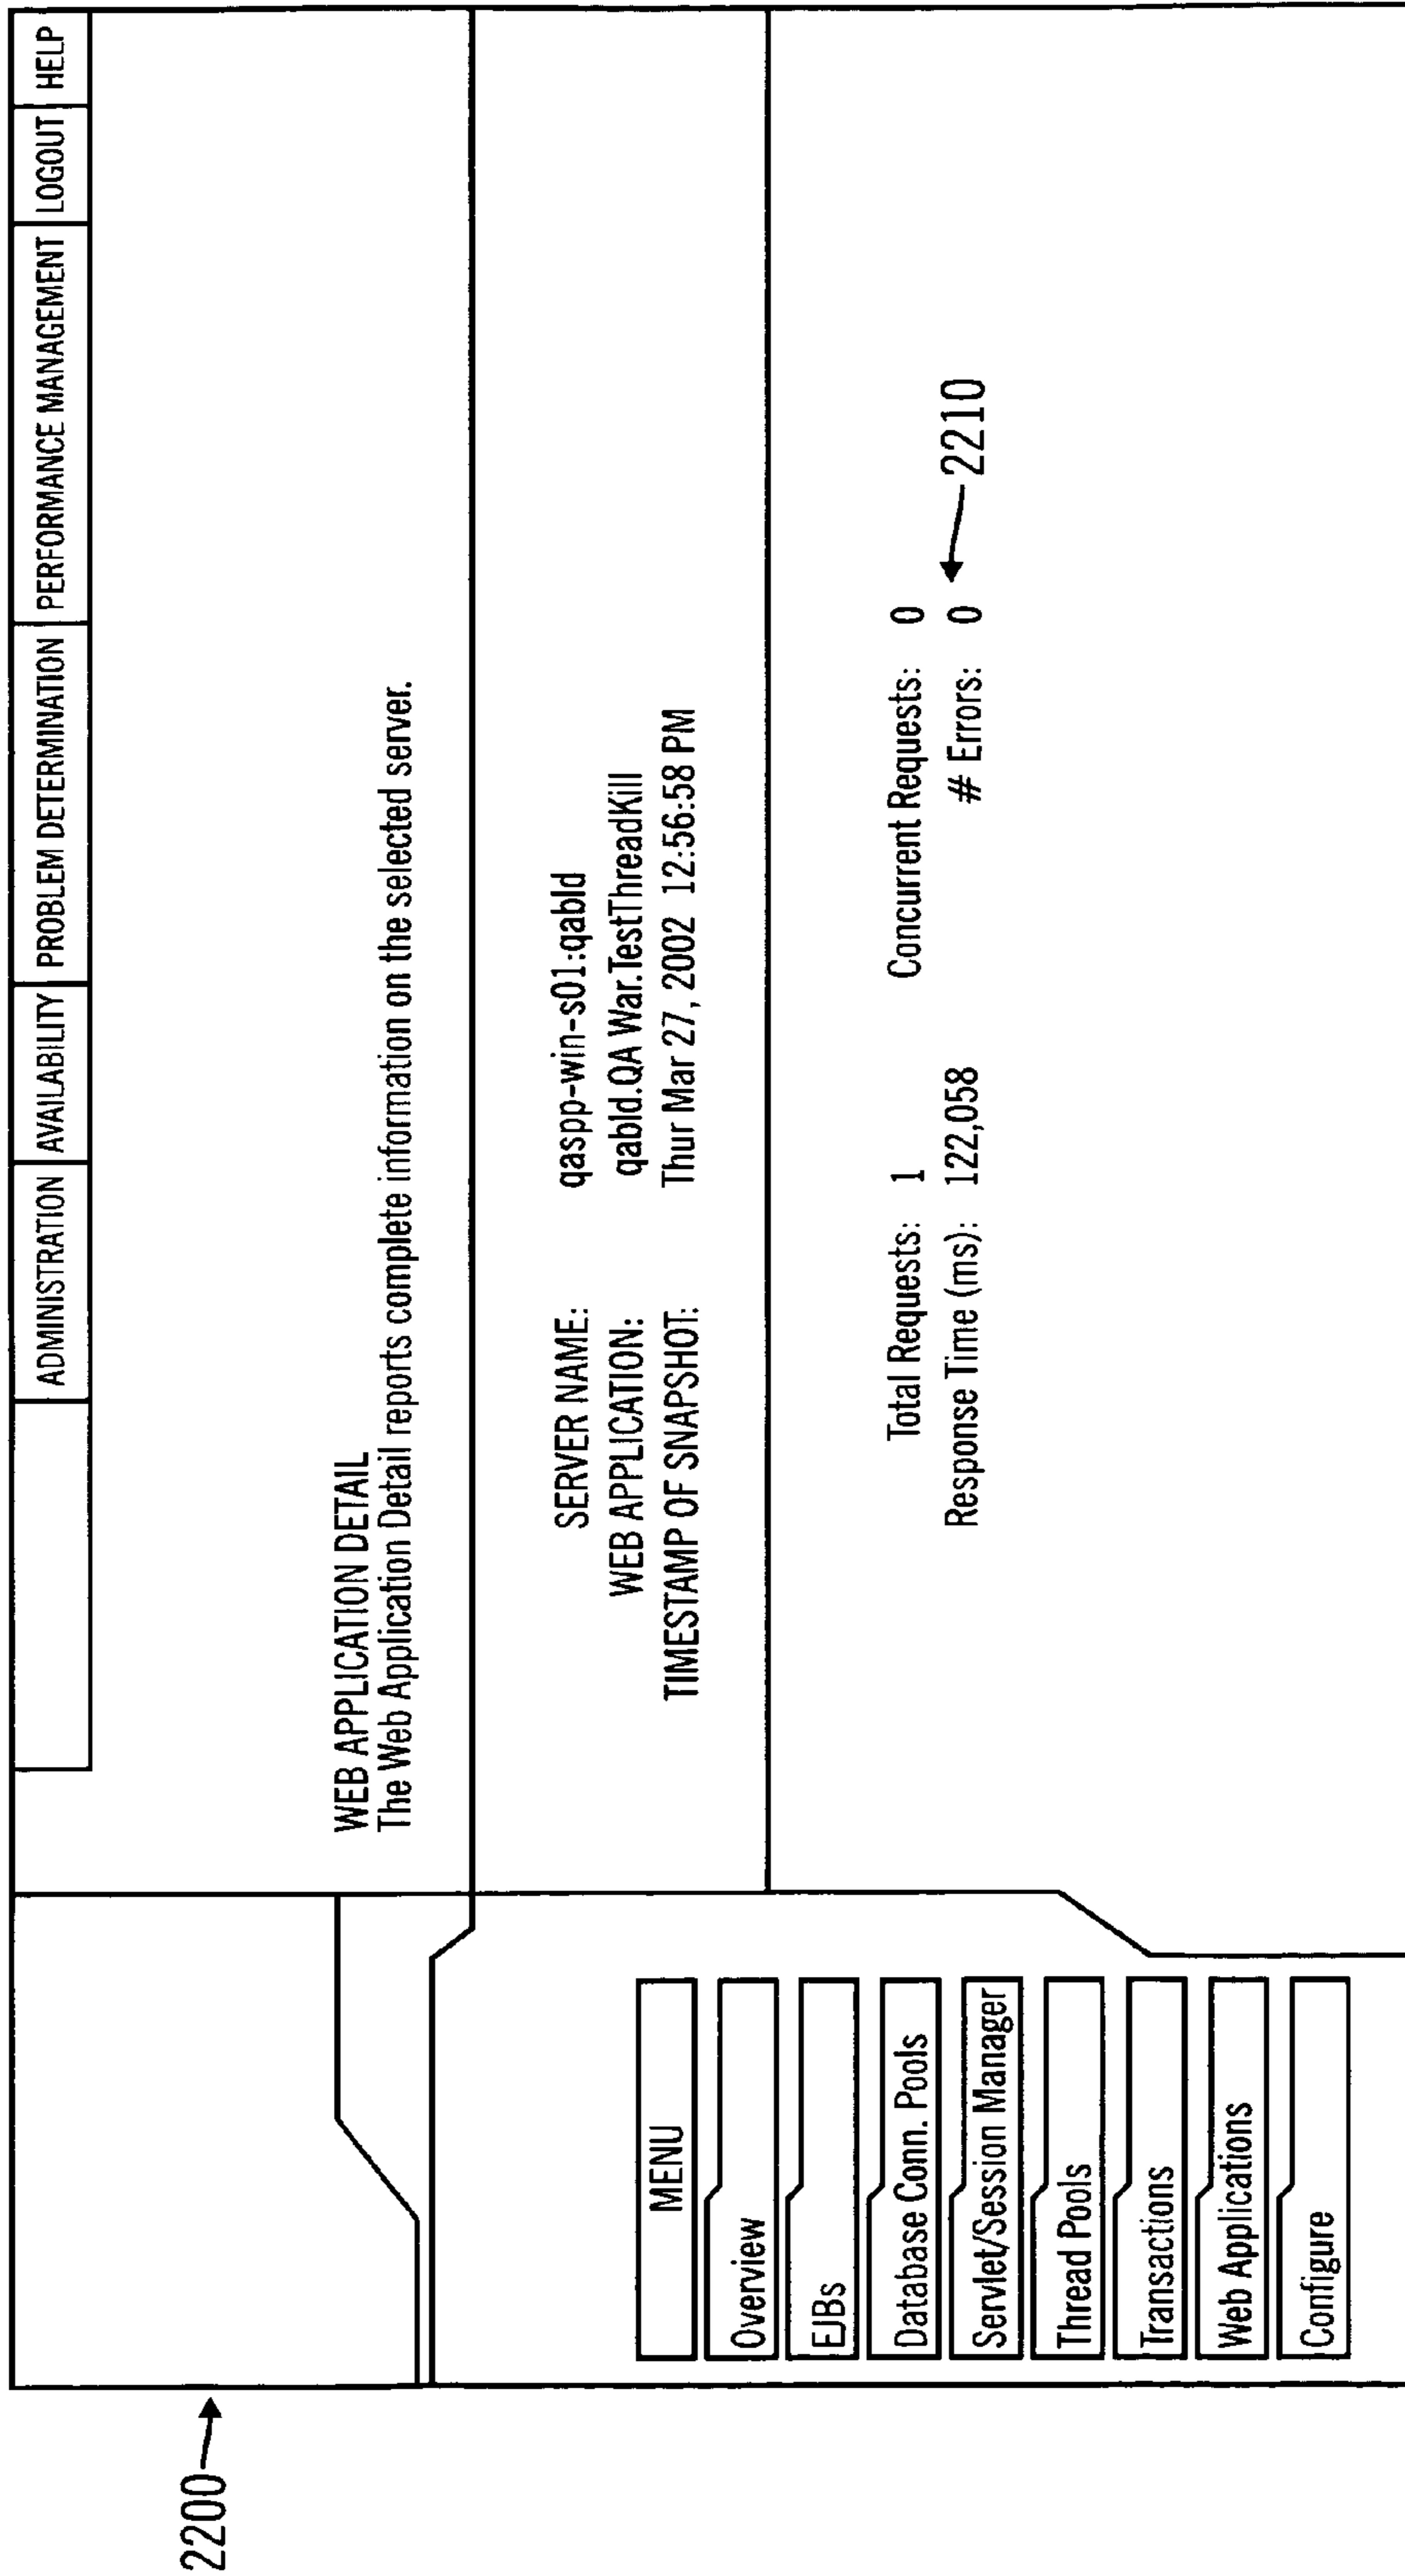 ADMINISTRATION AVAILABILITY PROBLEM DETERMINATION PERFORMANCE MANAGEMENT LOGOUT HELP
2200
WEB APPLICATION DETAIL
The Web Application Detail reports complete information on the selected server.
SERVER NAME: qaspp-win-s01:qabld
WEB APPLICATION: qabld.QA War.TestThreadKill
TIMESTAMP OF SNAPSHOT: Thur Mar 27, 2002 12:56:58 PM
MENU
Overview
EJBs
Database Conn. Pools
Servlet/Session Manager
Thread Pools
Transactions
Web Applications
Configure
Total Requests: 1 Concurrent Requests: 0
Response Time (ms): 122,058 # Errors: 0 2210